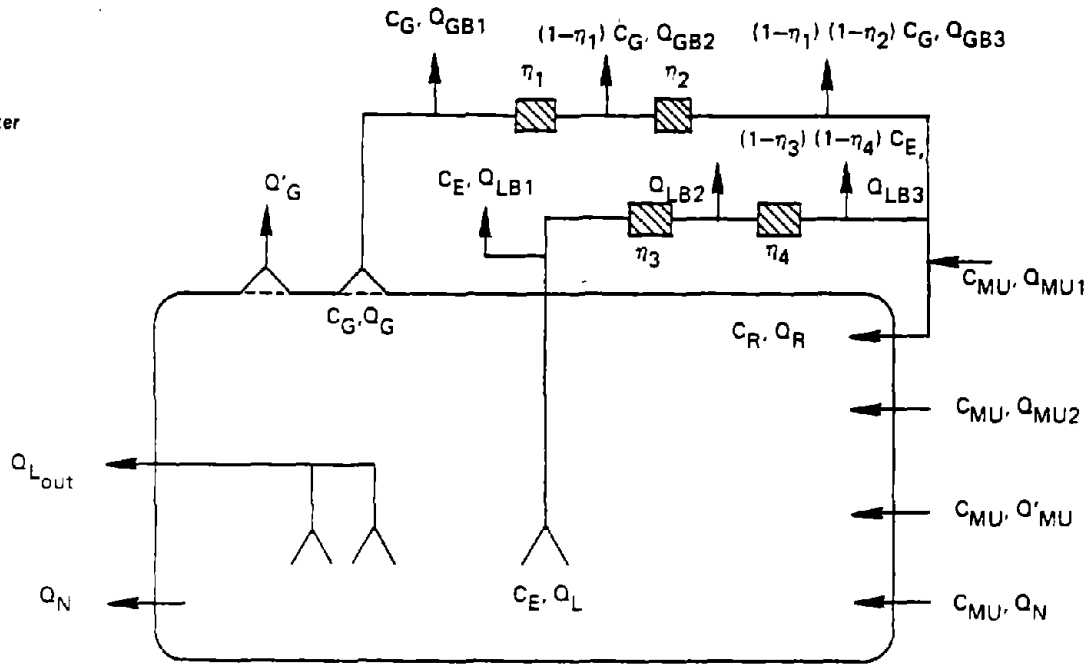 C_G, Q_GB1
(1−η_1) C_G, Q_GB2
(1−η_1) (1−η_2) C_G, Q_GB3
η_1
η_2
ter
(1−η_3) (1−η_4) C_E,
Q'_G
C_E, Q_LB1
Q_LB2
Q_LB3
η_3
η_4
C_MU, Q_MU1
C_G, Q_G
C_R, Q_R
C_MU, Q_MU2
Q_Lout
C_MU, Q'_MU
Q_N
C_E, Q_L
C_MU, Q_N